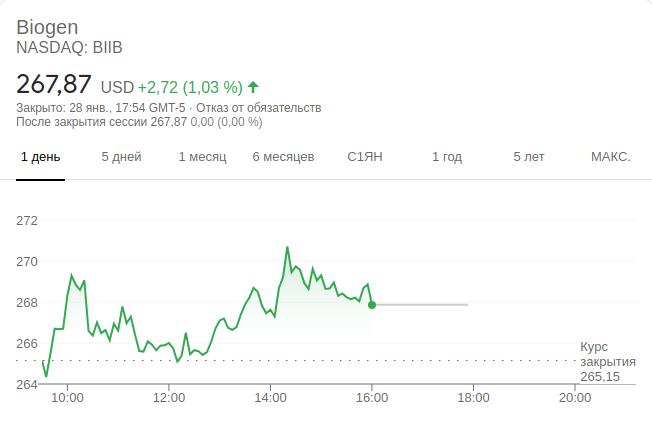 Biogen
NASDAQ: BIIB
267,87 USD +2,72 (1,03 %)
Закрыто: 28 янв., 17:54 GMT-5 · Отказ от обязательств
После закрытия сессии 267,87 0,00 (0,00 %)
1 день 5 дней 1 месяц 6 месяцев С1ЯН 1 год 5 лет МАКС.
272
270
268
266
264
Курс
закрытия
265,15
10:00 12:00 14:00 16:00 18:00 20:00